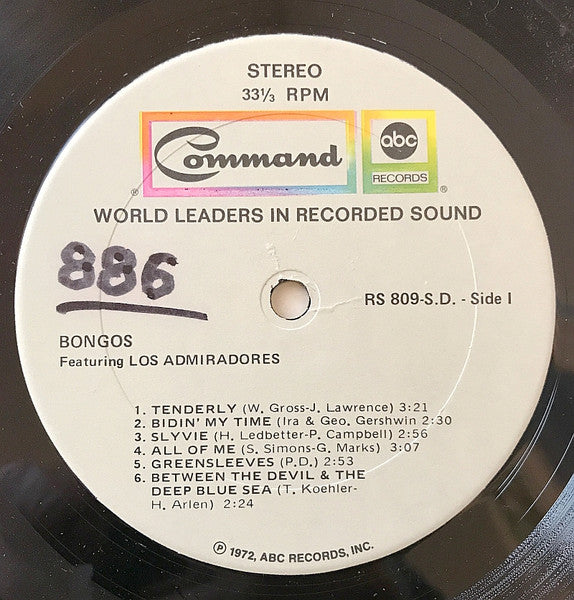 STEREO
33⅓ RPM
Command ®
abc
RECORDS ®
WORLD LEADERS IN RECORDED SOUND
886
RS 809-S.D. - Side I
BONGOS
Featuring LOS ADMIRADORES
1. TENDERLY (W. Gross-J. Lawrence) 3:21
2. BIDIN' MY TIME (Ira & Geo. Gershwin 2:30
3. SLYVIE (H. Ledbetter-P. Campbell) 2:56
4. ALL OF ME (S. Simons-G. Marks) 3:07
5. GREENSLEEVES (P.D.) 2:53
6. BETWEEN THE DEVIL & THE
DEEP BLUE SEA (T. Koehler-
H. Arlen) 2:24
℗ 1972, ABC RECORDS, INC.